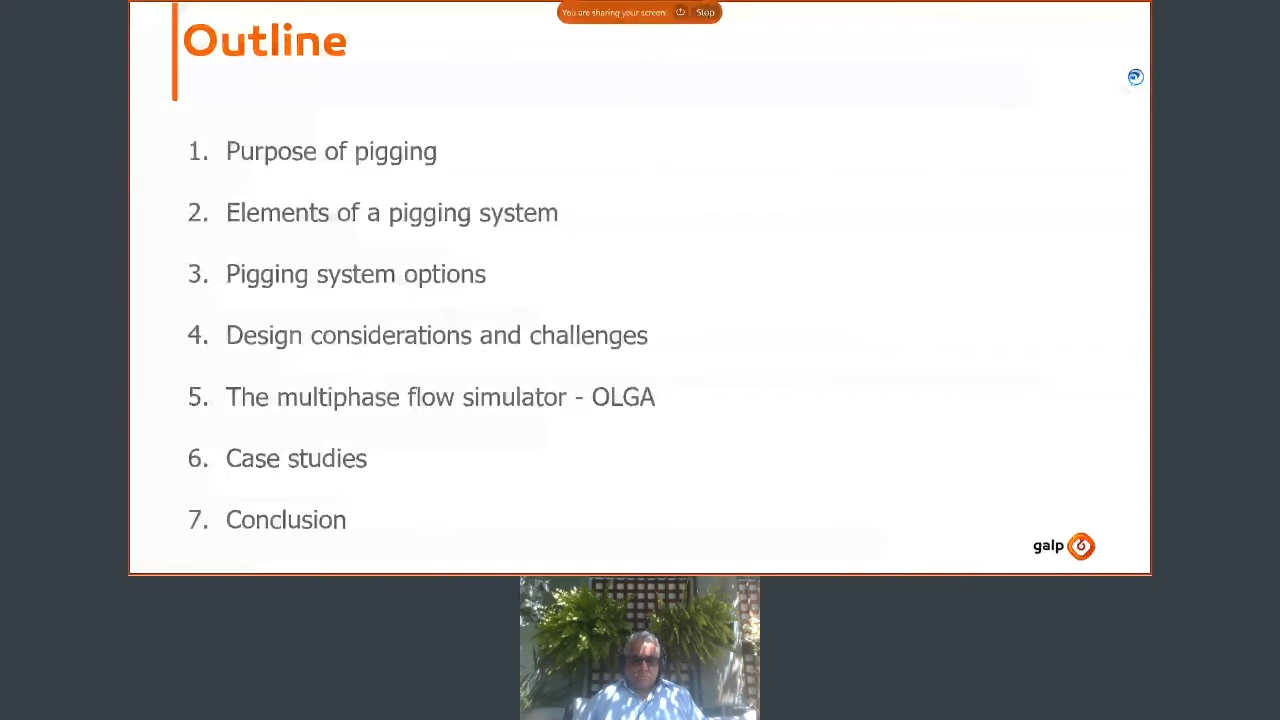 You are sharing your screen. Stop
Outline
1. Purpose of pigging
2. Elements of a pigging system
3. Pigging system options
4. Design considerations and challenges
5. The multiphase flow simulator - OLGA
6. Case studies
7. Conclusion
galp